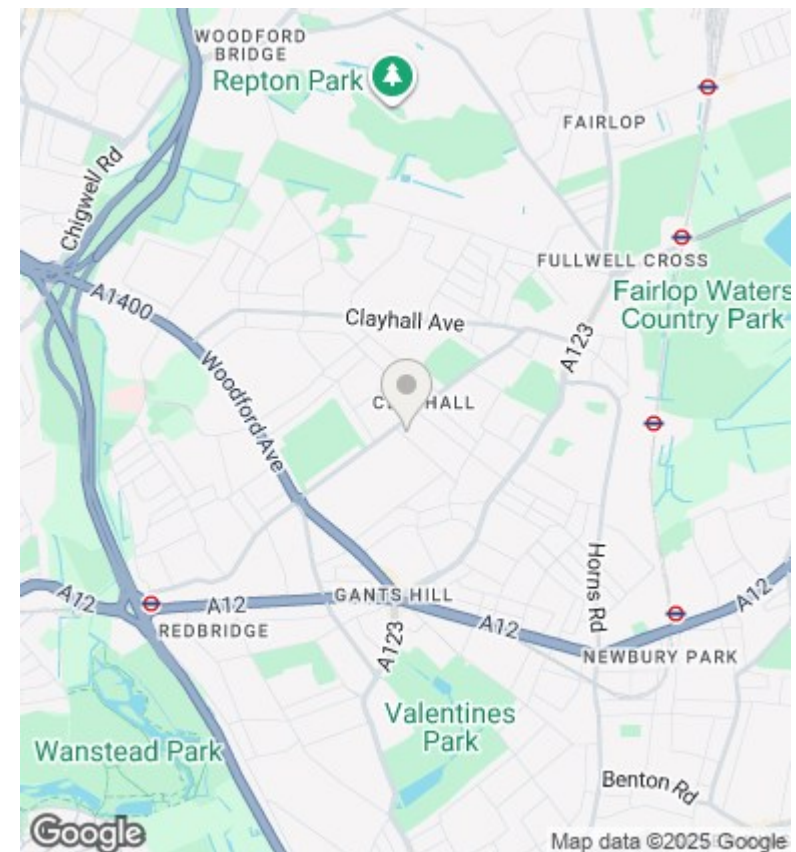 WOODFORD
BRIDGE
Repton Park
FAIRLOP
Chigwell Rd
FULLWELL CROSS
A1400
Fairlop Waters
Country Park
Clayhall Ave
A123
Woodford Ave
HALL
Horns Rd
A12
A12
GANTS HILL
A12
A12
REDBRIDGE
A123
NEWBURY PARK
Valentines
Park
Wanstead Park
Benton Rd
Google
Map data ©2025 Google